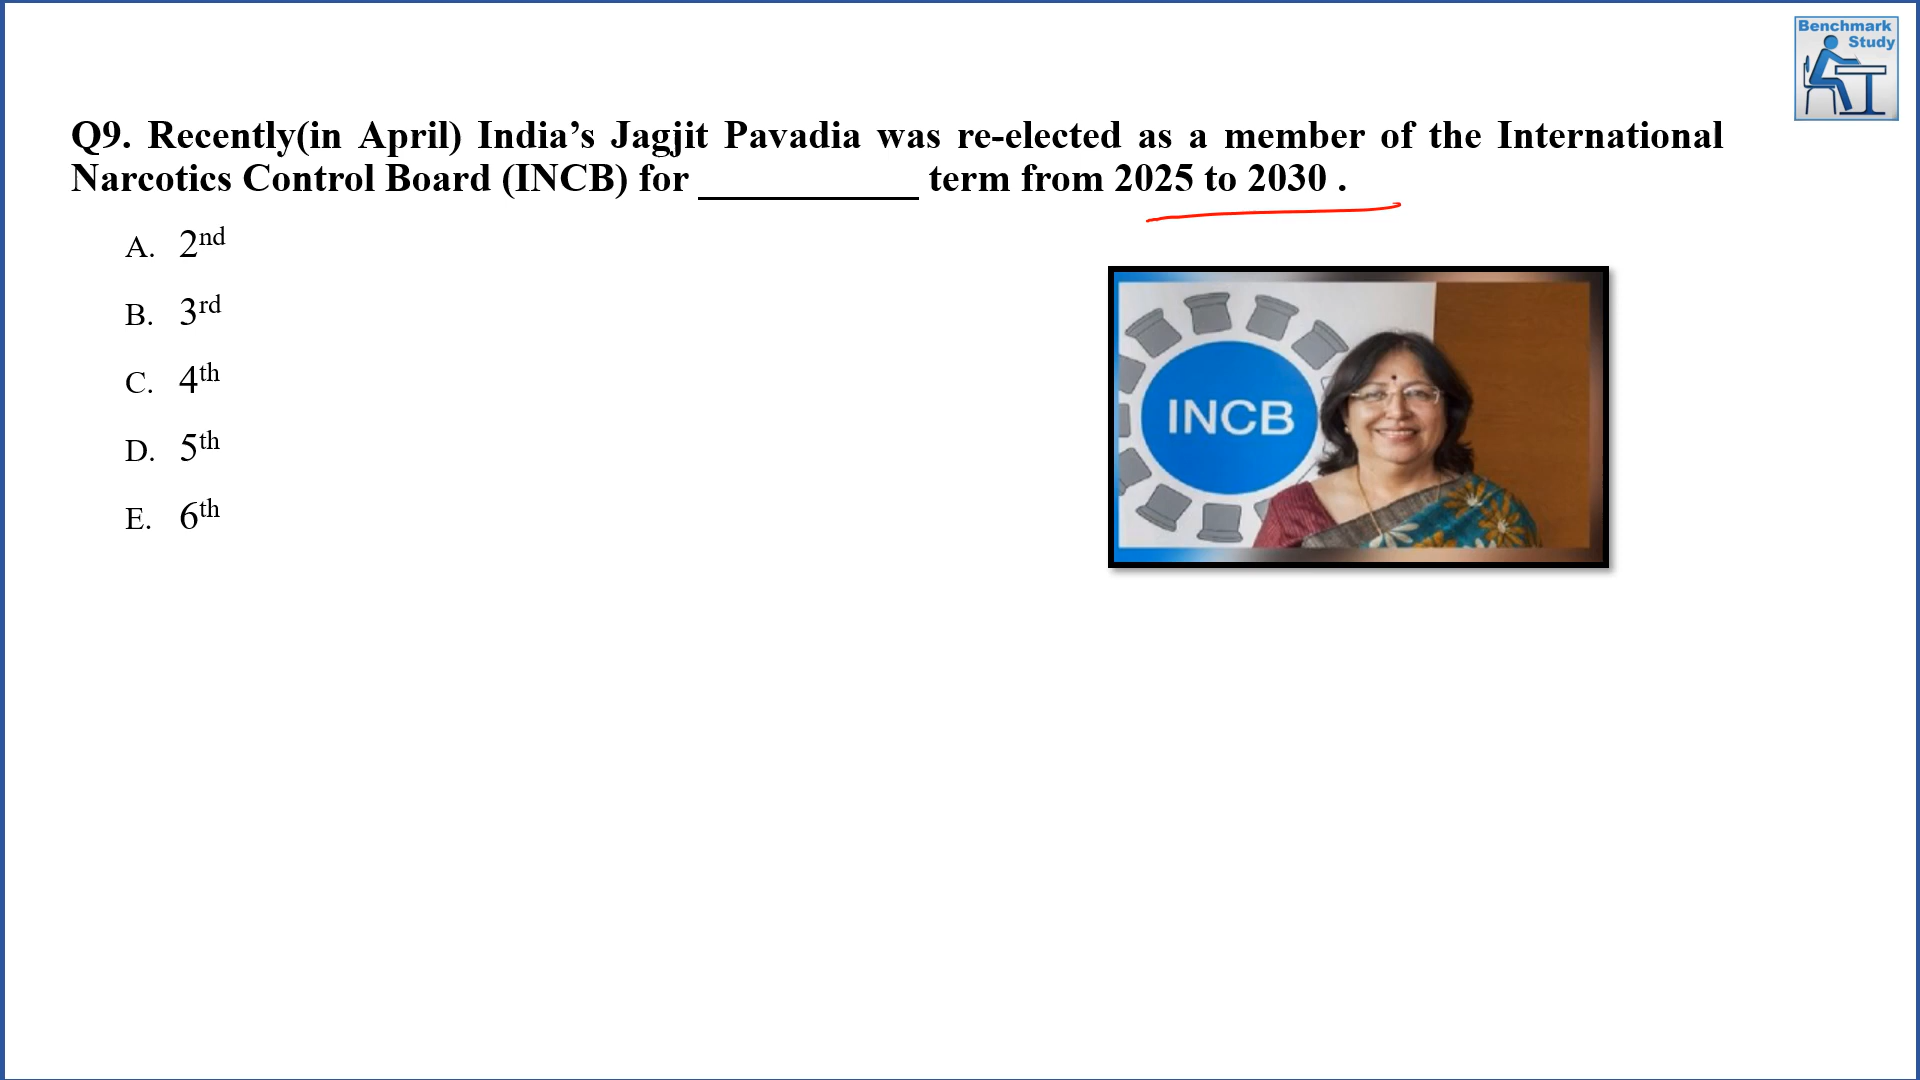 Benchmark
Study
Q9. Recently(in April) India’s Jagjit Pavadia was re-elected as a member of the International
Narcotics Control Board (INCB) for ___________ term from 2025 to 2030 .
A. 2nd
B. 3rd
C. 4th
D. 5th
E. 6th
INCB